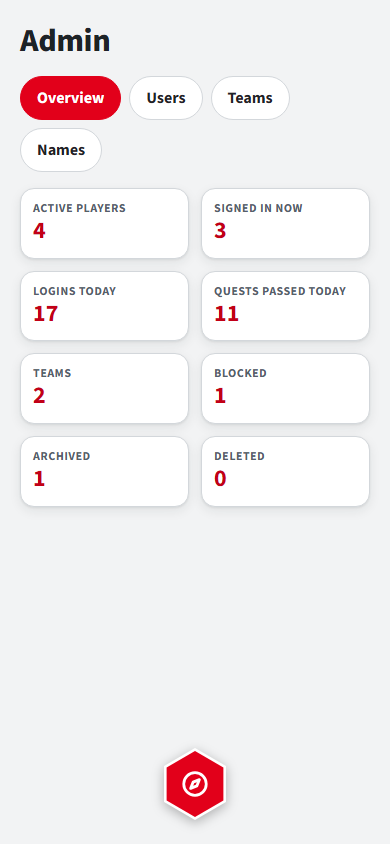 Admin
Overview Users Teams
Names
ACTIVE PLAYERS SIGNED IN NOW
4 3
LOGINS TODAY QUESTS PASSED TODAY
17 11
TEAMS BLOCKED
2 1
ARCHIVED DELETED
1 0